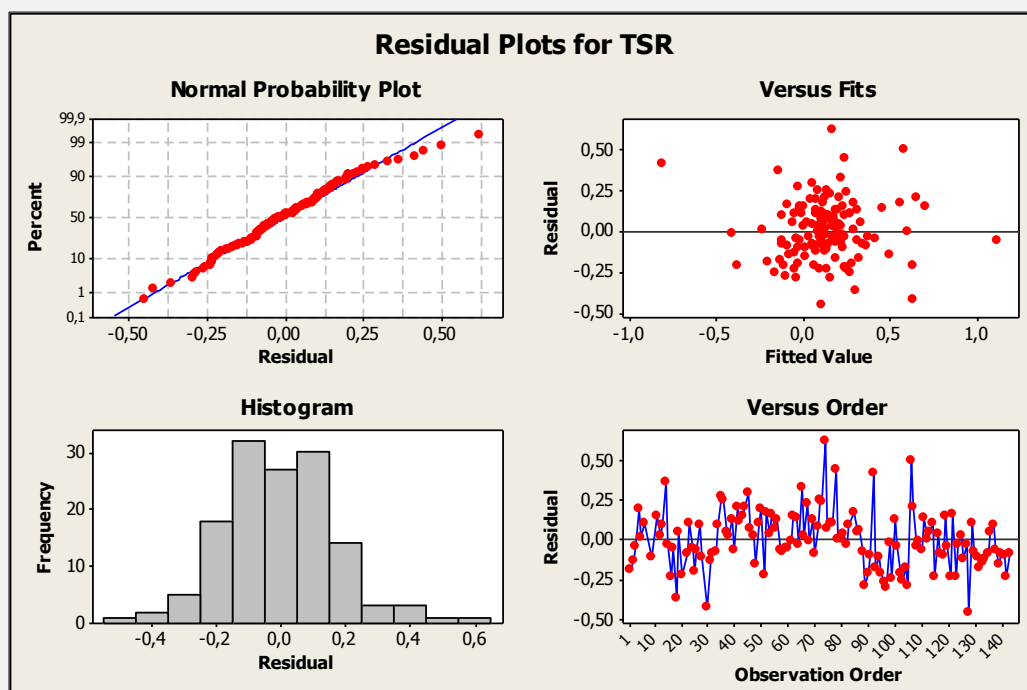 Residual Plots for TSR
Normal Probability Plot
99,9
99
90
50
10
1
0,1
Percent
-0,50 -0,25 0,00 0,25 0,50
Residual
Versus Fits
0,50
0,25
0,00
-0,25
-0,50
Residual
-1,0 -0,5 0,0 0,5 1,0
Fitted Value
Histogram
30
20
10
0
Frequency
-0,4 -0,2 0,0 0,2 0,4 0,6
Residual
Versus Order
0,50
0,25
0,00
-0,25
-0,50
Residual
1 10 20 30 40 50 60 70 80 90 100 110 120 130 140
Observation Order